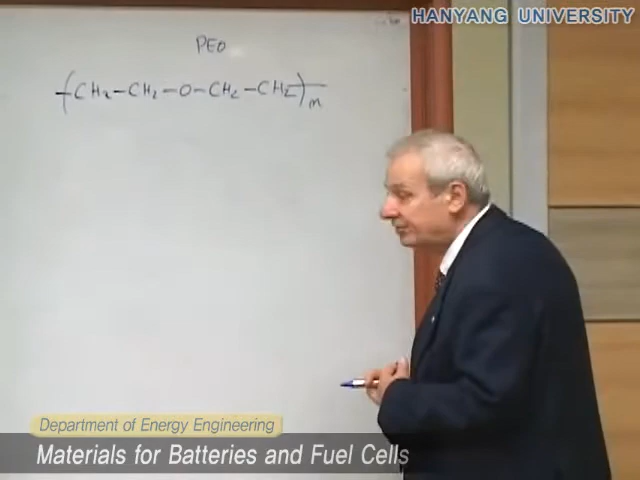 HANYANG UNIVERSITY
PEO
(CH₂–CH₂–O–CH₂–CH₂)m
Department of Energy Engineering
Materials for Batteries and Fuel Cells